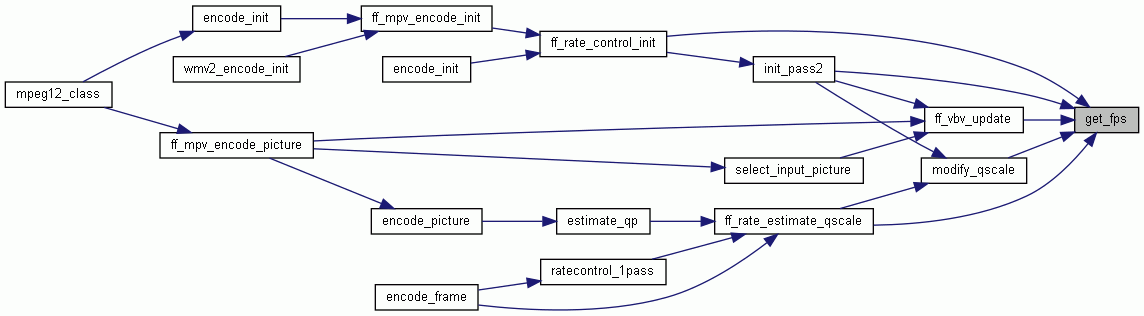 encode_init
ff_mpv_encode_init
ff_rate_control_init
wmv2_encode_init
encode_init
init_pass2
mpeg12_class
ff_vbv_update
get_fps
ff_mpv_encode_picture
select_input_picture
modify_qscale
encode_picture
estimate_qp
ff_rate_estimate_qscale
ratecontrol_1pass
encode_frame